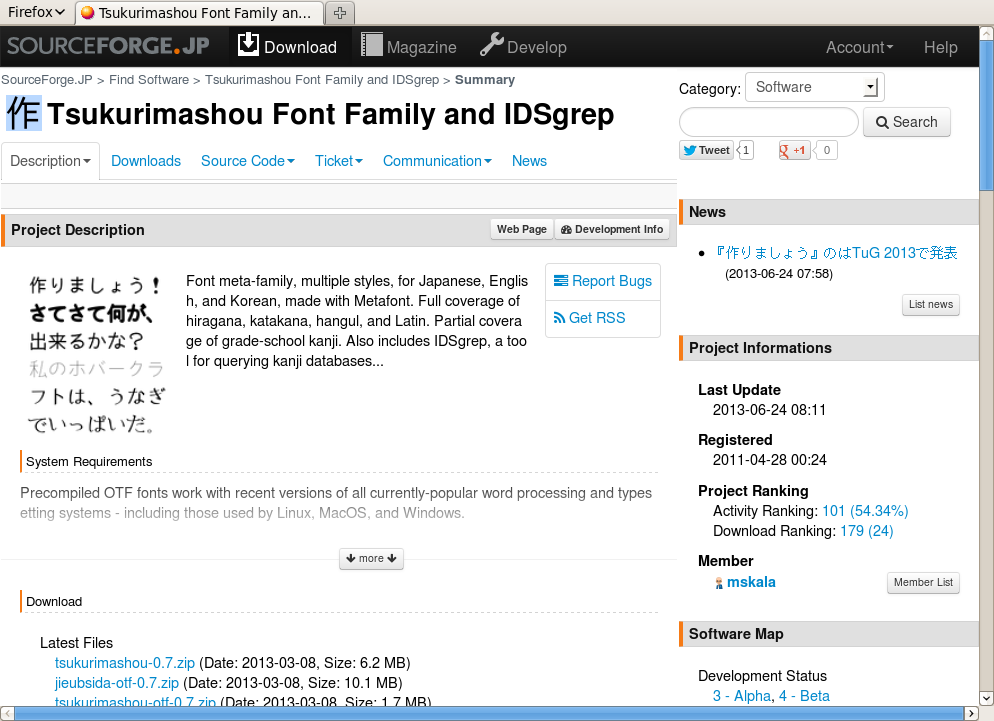 Firefox
Tsukurimashou Font Family an...
SOURCEFORGE.JP Download Magazine Develop Account Help
SourceForge.JP > Find Software > Tsukurimashou Font Family and IDSgrep > Summary
作 Tsukurimashou Font Family and IDSgrep
Description Downloads Source Code Ticket Communication News
Category: Software
Search
Tweet 1 +1 0
Project Description Web Page Development Info
作りましょう！
さてさて何が、
出来るかな？
私のホバークラ
フトは、うなぎ
でいっぱいだ。
Font meta-family, multiple styles, for Japanese, Englis
h, and Korean, made with Metafont. Full coverage of
hiragana, katakana, hangul, and Latin. Partial covera
ge of grade-school kanji. Also includes IDSgrep, a too
l for querying kanji databases...
Report Bugs
Get RSS
System Requirements
Precompiled OTF fonts work with recent versions of all currently-popular word processing and types
etting systems - including those used by Linux, MacOS, and Windows.
more
Download
Latest Files
tsukurimashou-0.7.zip (Date: 2013-03-08, Size: 6.2 MB)
jieubsida-otf-0.7.zip (Date: 2013-03-08, Size: 10.1 MB)
tsukurimashou-otf-0.7.zip (Date: 2013-03-08, Size: 1.7 MB)
News
『作りましょう』のはTuG 2013で発表
(2013-06-24 07:58)
List news
Project Informations
Last Update
2013-06-24 08:11
Registered
2011-04-28 00:24
Project Ranking
Activity Ranking: 101 (54.34%)
Download Ranking: 179 (24)
Member
mskala Member List
Software Map
Development Status
3 - Alpha, 4 - Beta